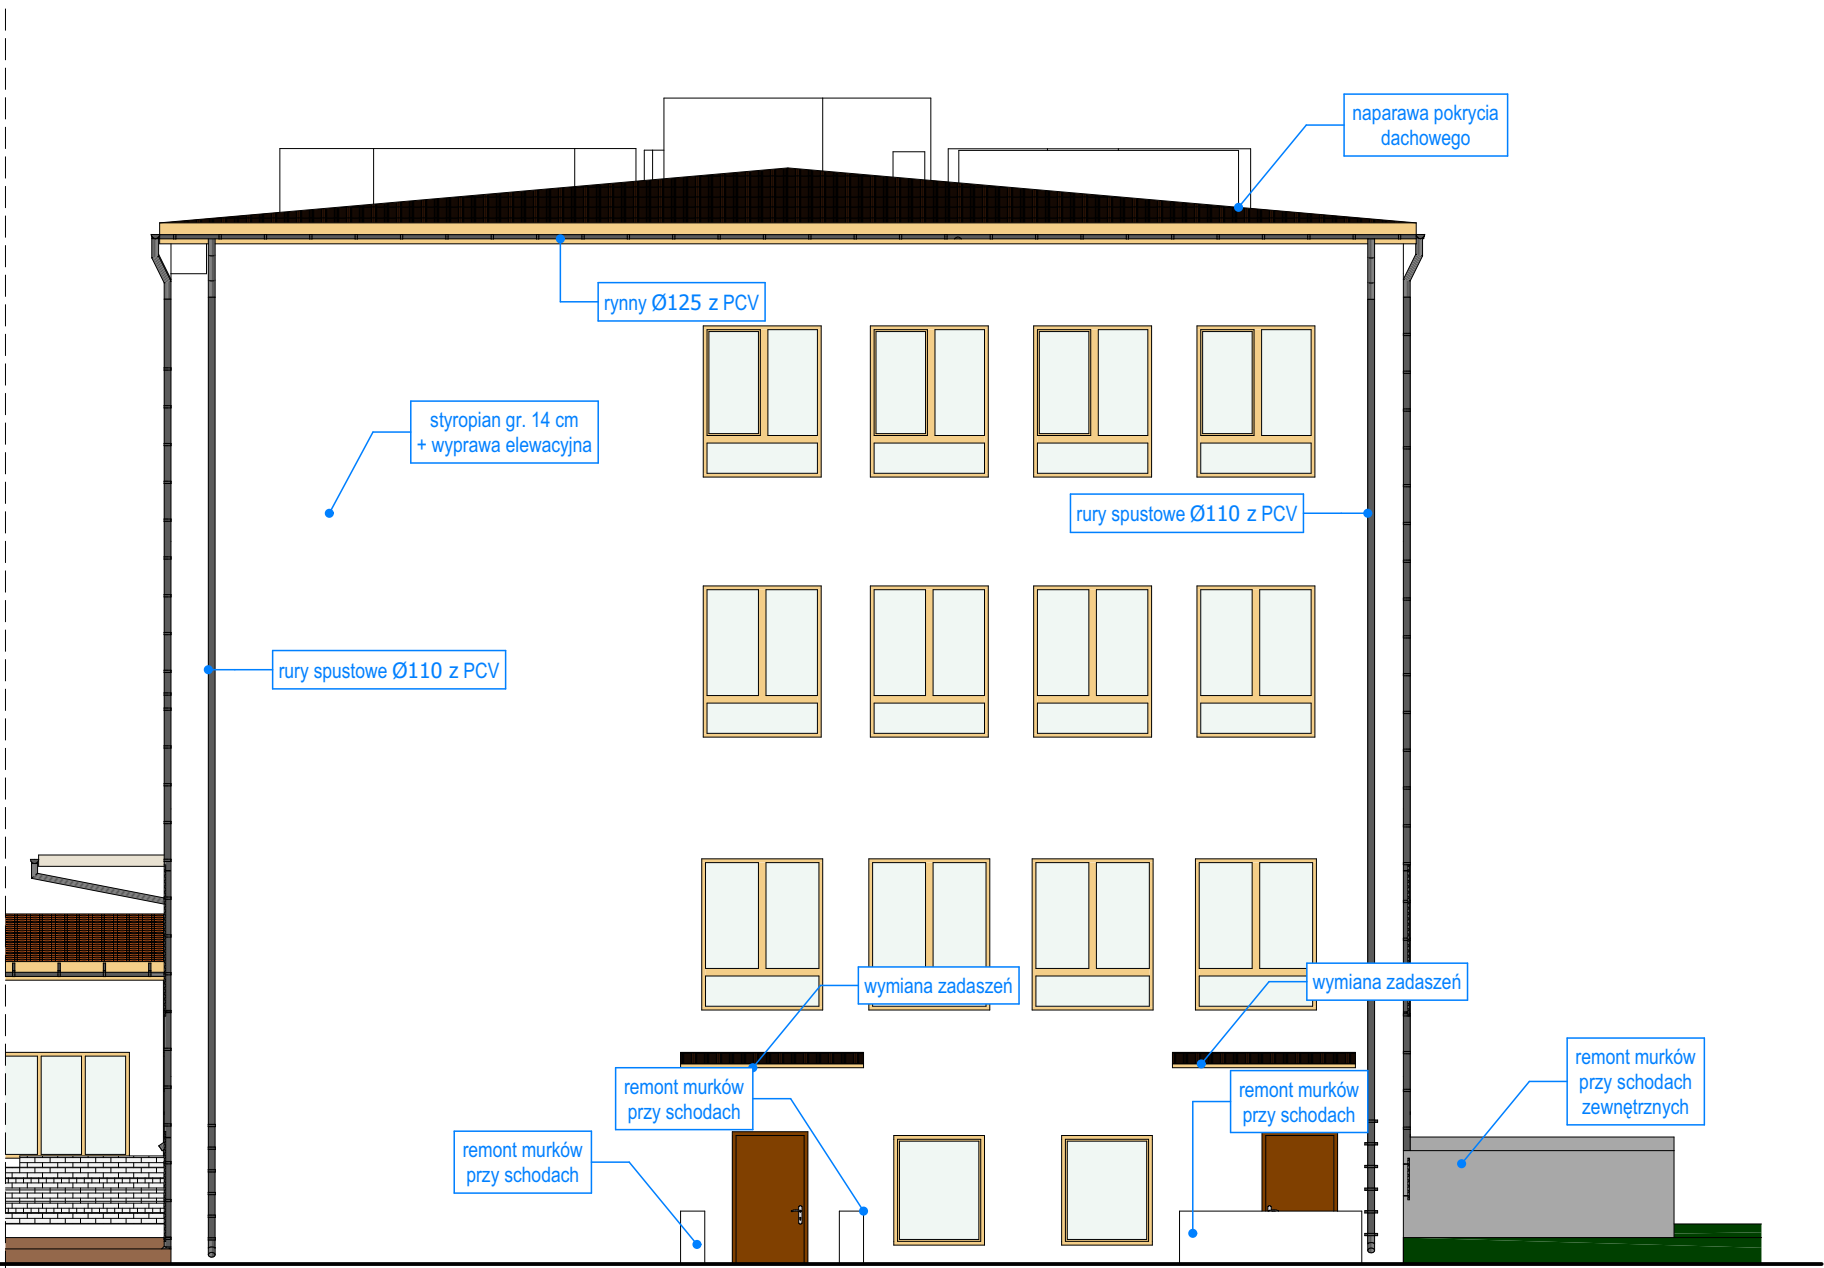 naparawa pokrycia
dachowego
rynny Ø125 z PCV
styropian gr. 14 cm
+ wyprawa elewacyjna
rury spustowe Ø110 z PCV
rury spustowe Ø110 z PCV
wymiana zadaszeń
wymiana zadaszeń
remont murków
przy schodach
zewnętrznych
remont murków
przy schodach
remont murków
przy schodach
remont murków
przy schodach